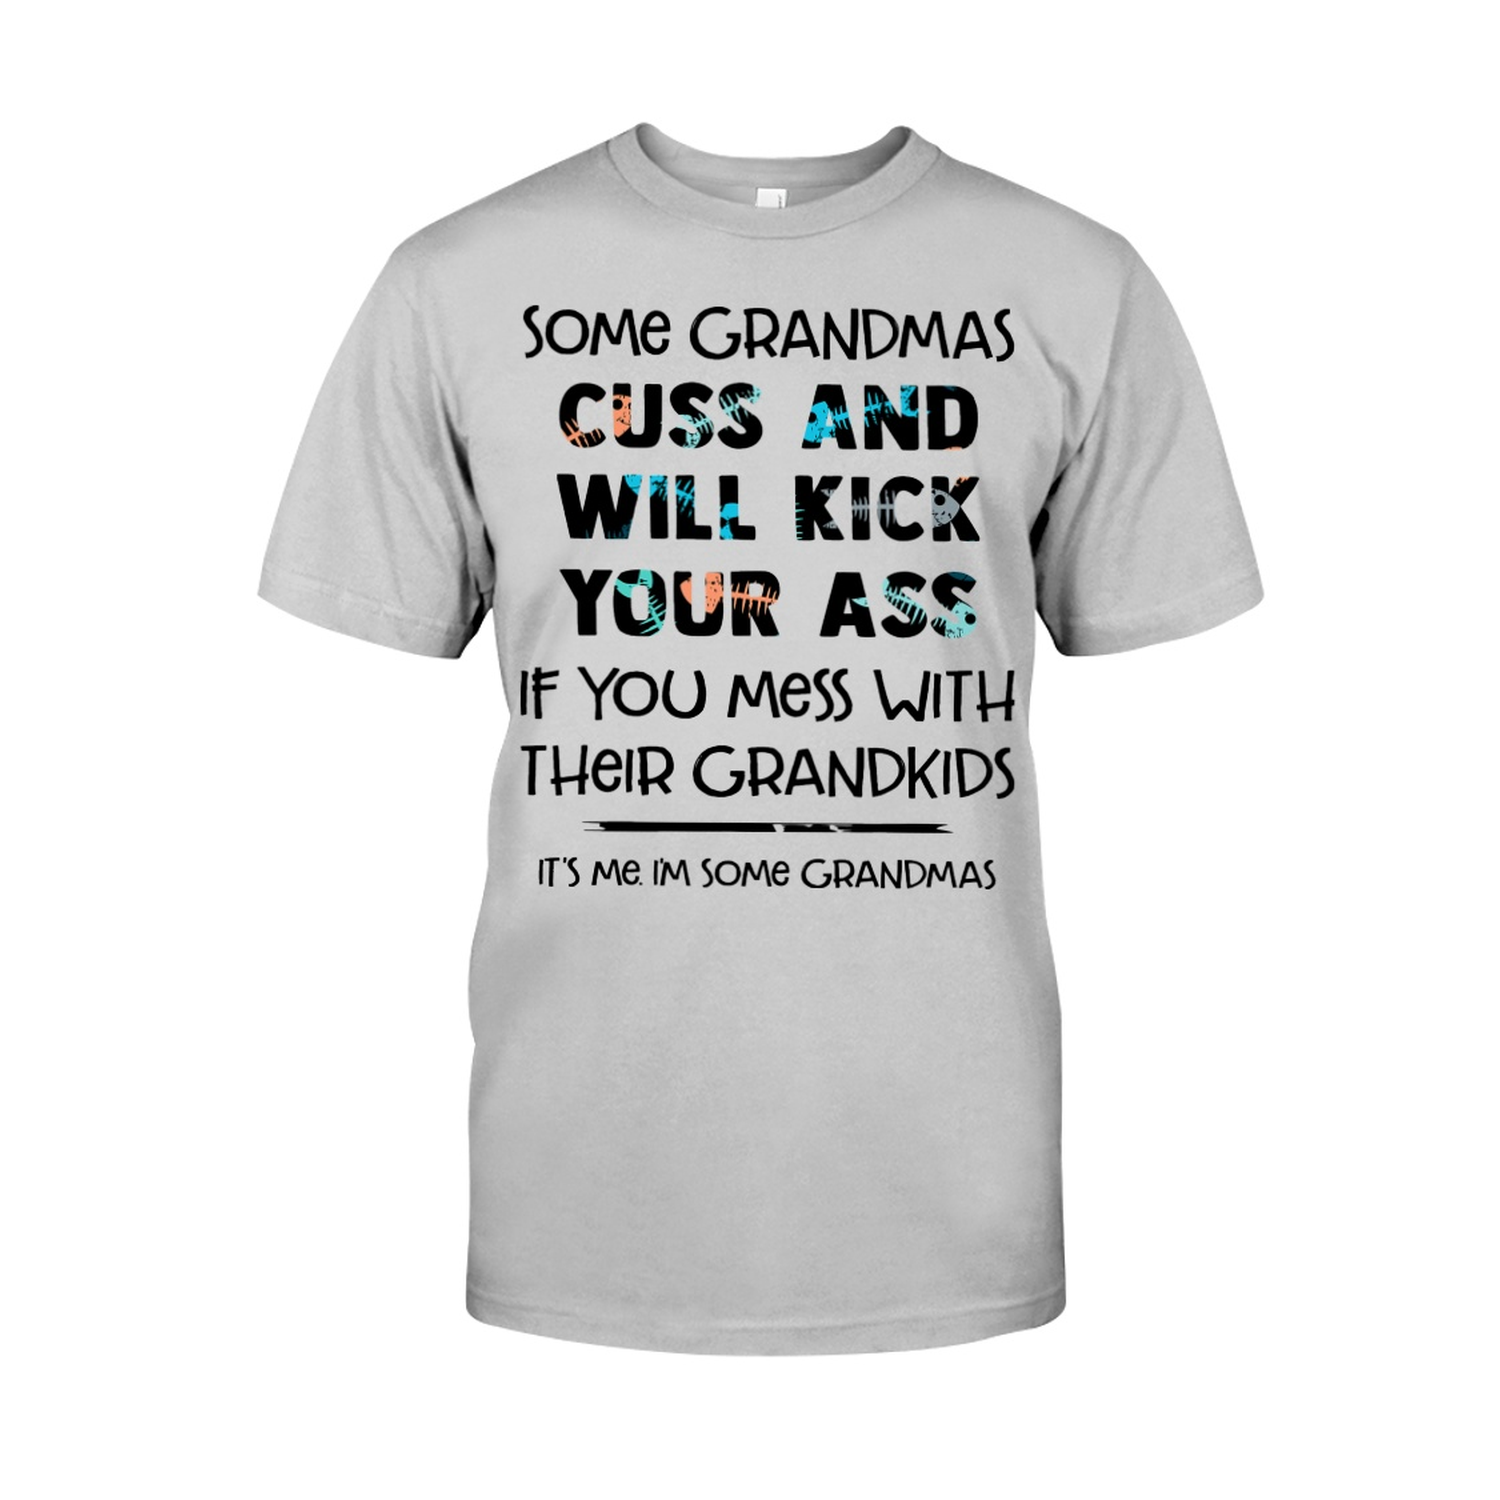 SOMe GRANDMAS
CUSS AND
WILL KICK
YOUR ASS
IF YOU MeSS WITH
THeIR GRANDKIDS
IT'S Me. I'M SOMe GRANDMAS